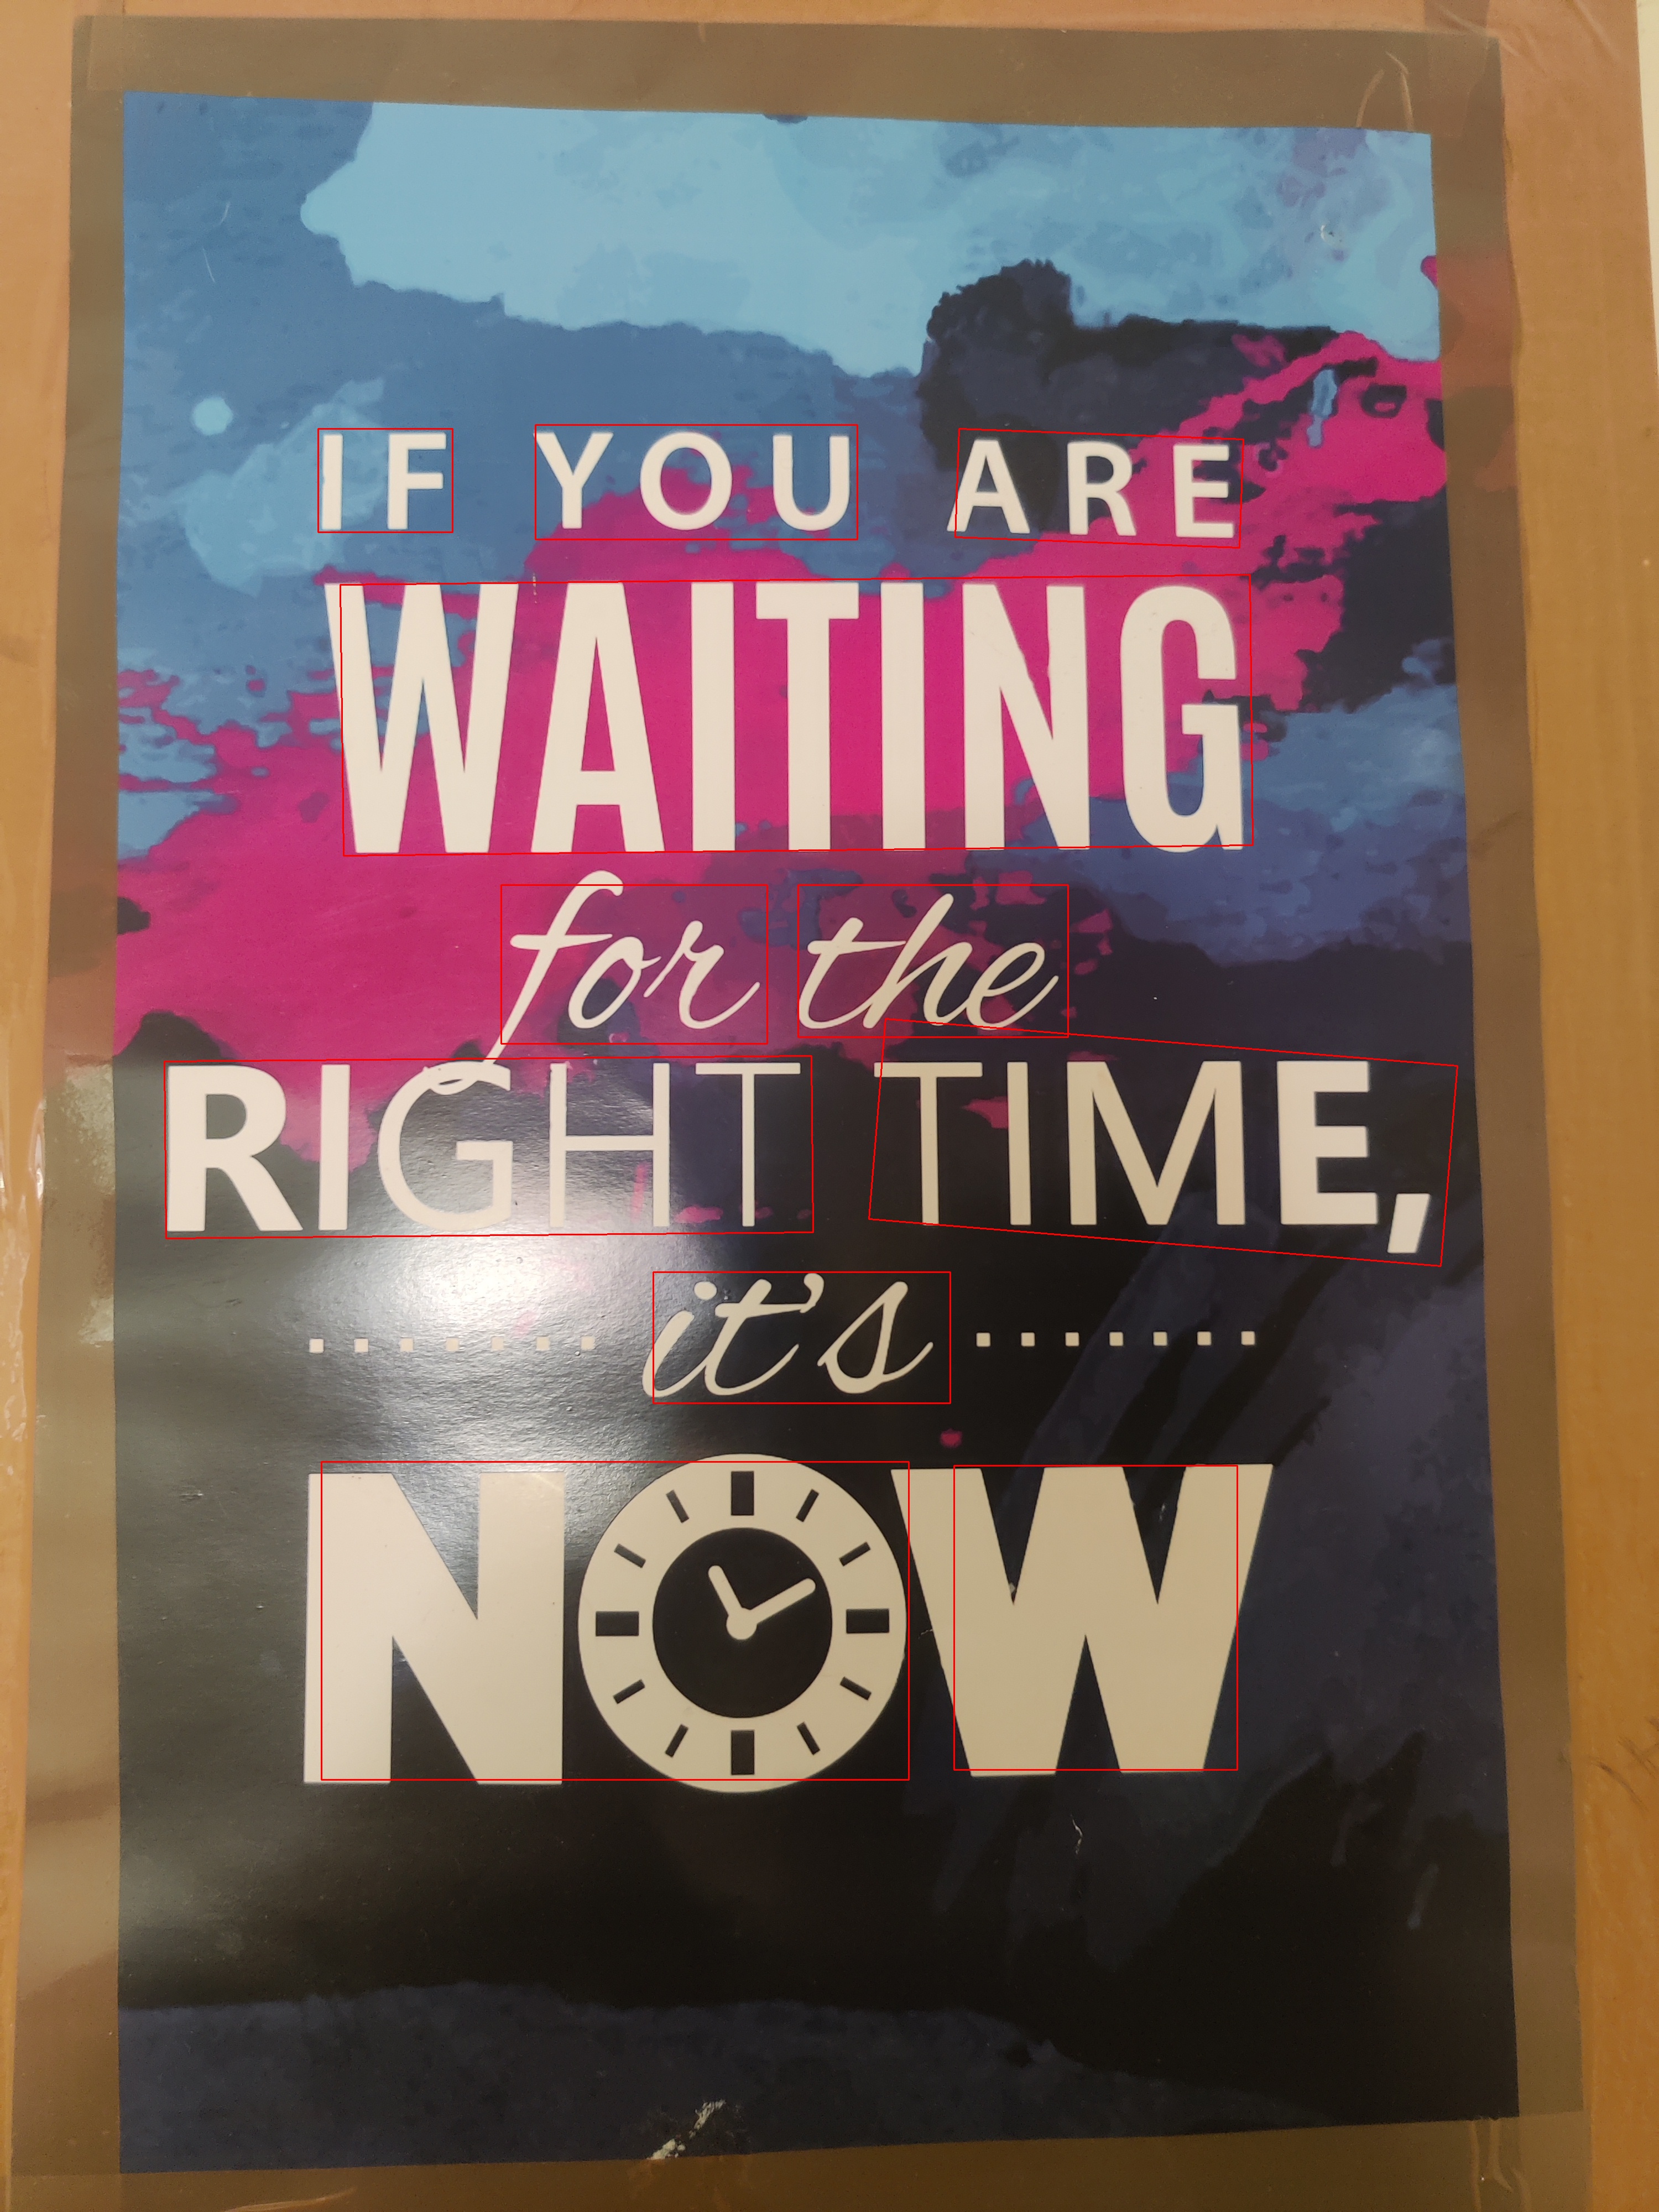 IF YOU ARE
WAITING
for the
RIGHT TIME,
it's
NOW